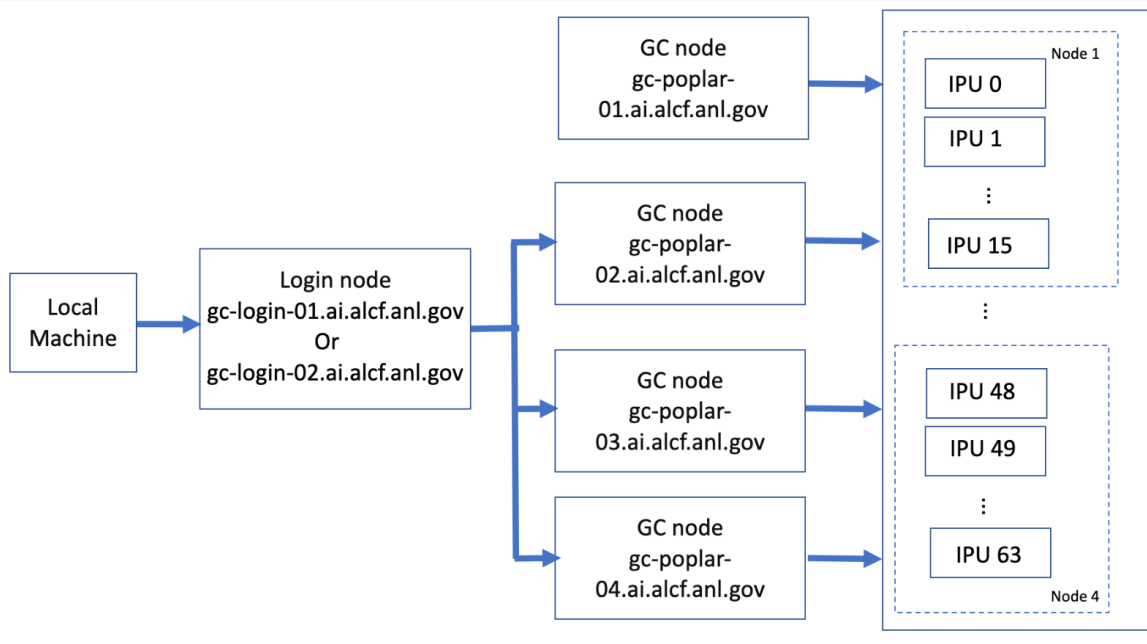 Local
Machine
Login node
gc-login-01.ai.alcf.anl.gov
Or
gc-login-02.ai.alcf.anl.gov
GC node
gc-poplar-
01.ai.alcf.anl.gov
GC node
gc-poplar-
02.ai.alcf.anl.gov
GC node
gc-poplar-
03.ai.alcf.anl.gov
GC node
gc-poplar-
04.ai.alcf.anl.gov
Node 1
IPU 0
IPU 1
...
IPU 15
...
IPU 48
IPU 49
...
IPU 63
Node 4